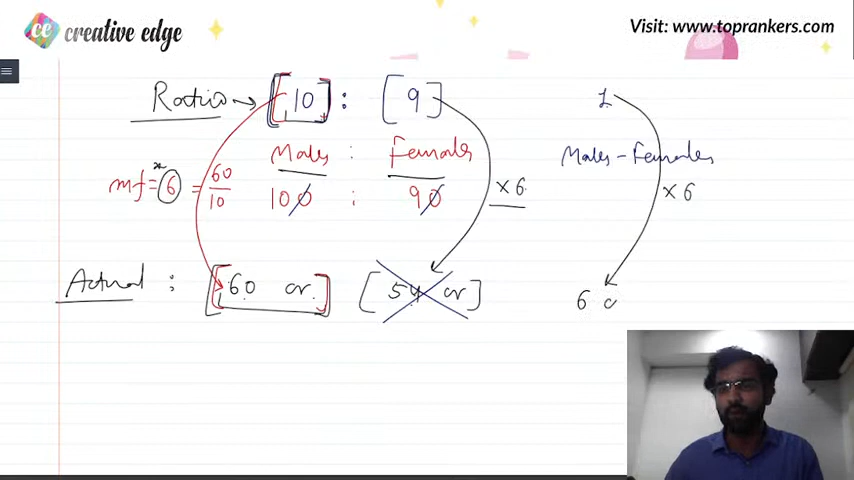 creative edge
Visit: www.toprankers.com
Ratio → [10] : [9] 1
Males : Females Males - Females
mf = 6 = 60/10 100 : 90 × 6 × 6
Actual : [60 cr.] [54 cr] 6 c